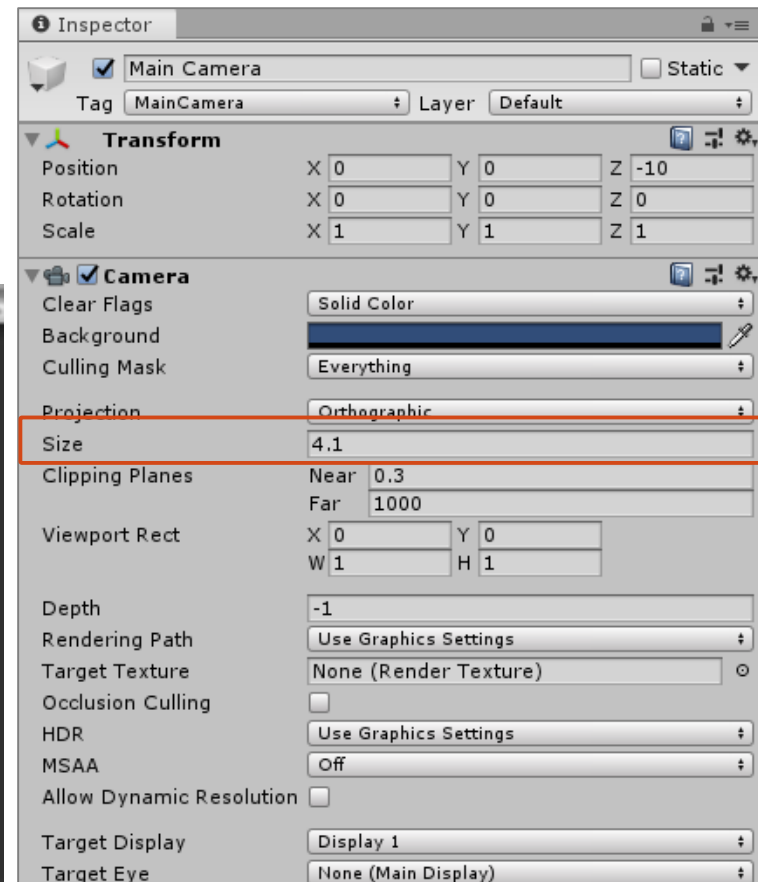 Inspector
Main Camera Static
Tag MainCamera Layer Default
Transform
Position X 0 Y 0 Z -10
Rotation X 0 Y 0 Z 0
Scale X 1 Y 1 Z 1
Camera
Clear Flags Solid Color
Background
Culling Mask Everything
Projection Orthographic
Size 4.1
Clipping Planes Near 0.3
Far 1000
Viewport Rect X 0 Y 0
W 1 H 1
Depth -1
Rendering Path Use Graphics Settings
Target Texture None (Render Texture)
Occlusion Culling
HDR Use Graphics Settings
MSAA Off
Allow Dynamic Resolution
Target Display Display 1
Target Eye None (Main Display)